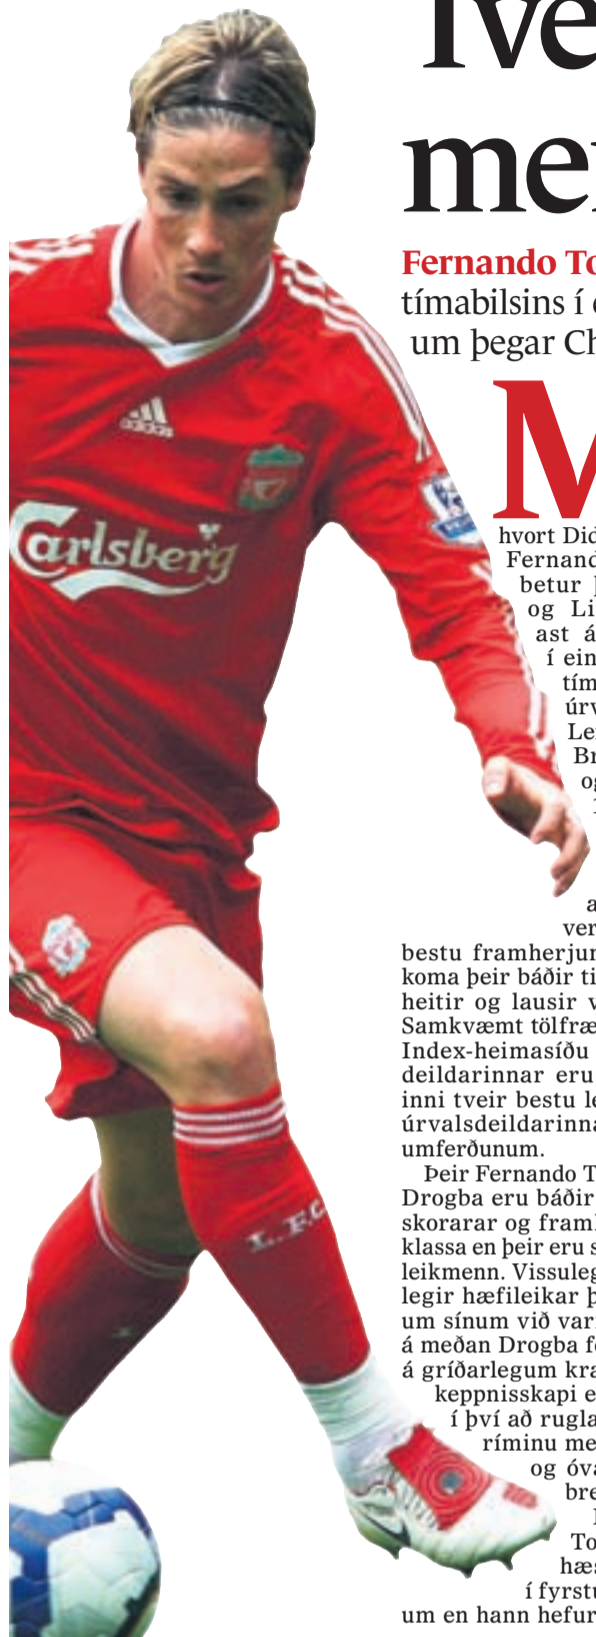 Tve
me
Fernando To
tímabilsins í
um þegar Ch
M
hvort Did
Fernand
betur
og Li
ast á
í ein
tím
úrv
Le
Br
og
a
ver
bestu framherjum
koma þeir báðir ti
heitir og lausir v
Samkvæmt tölfræ
Index-heimasíðu
deildarinnar eru
inni tveir bestu le
úrvalsdeildarinna
umferðunum.
Þeir Fernando T
Drogba eru báðir
skorarar og fram
klassa en þeir eru s
leikmenn. Vissuleg
legir hæfileikar þ
um sínum við var
á meðan Drogba f
á gríðarlegum kra
keppnisskapi e
í því að rugla
ríminu me
og óva
bre
To
hæs
í fyrstu
um en hann hefur
adidas
Carlsberg
L.F.C.